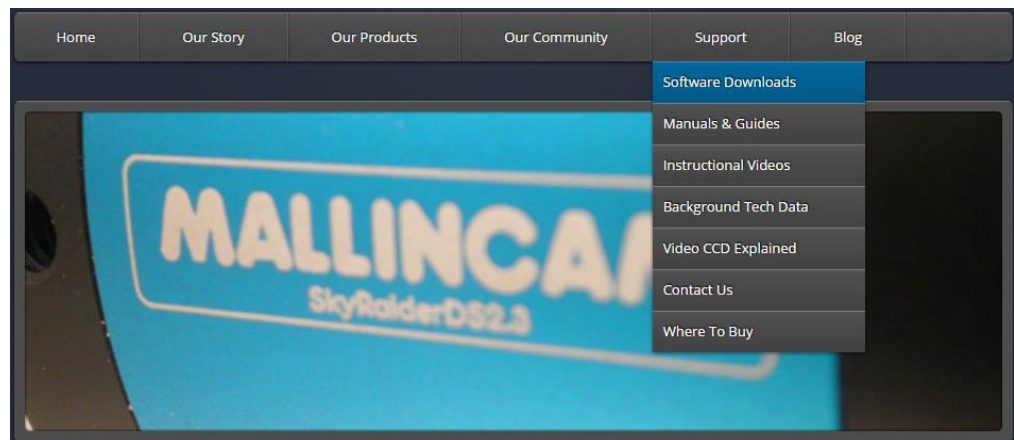 Home Our Story Our Products Our Community Support Blog
Software Downloads
Manuals & Guides
Instructional Videos
Background Tech Data
Video CCD Explained
Contact Us
Where To Buy
MALLINCA
SkyRaiderDS2.3